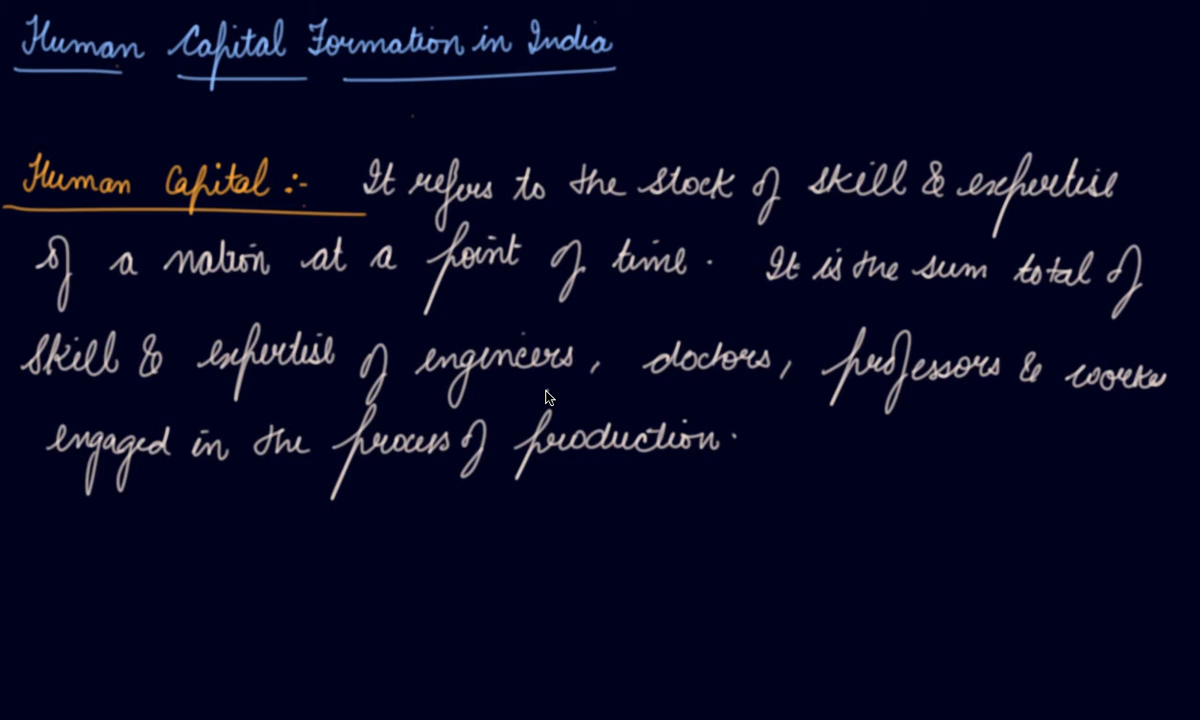 Human Capital Formation in India
Human Capital :- It refers to the stock of skill & expertise
of a nation at a point of time. It is the sum total of
skill & expertise of engineers, doctors, professors & worke
engaged in the process of production.